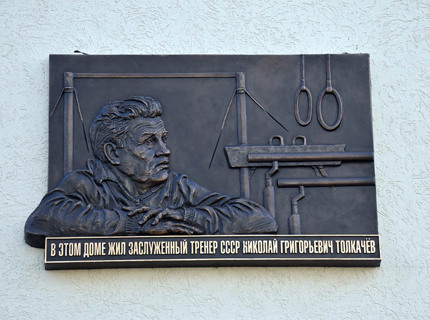 В ЭТОМ ДОМЕ ЖИЛ ЗАСЛУЖЕННЫЙ ТРЕНЕР СССР НИКОЛАЙ ГРИГОРЬЕВИЧ ТОЛКАЧЁВ